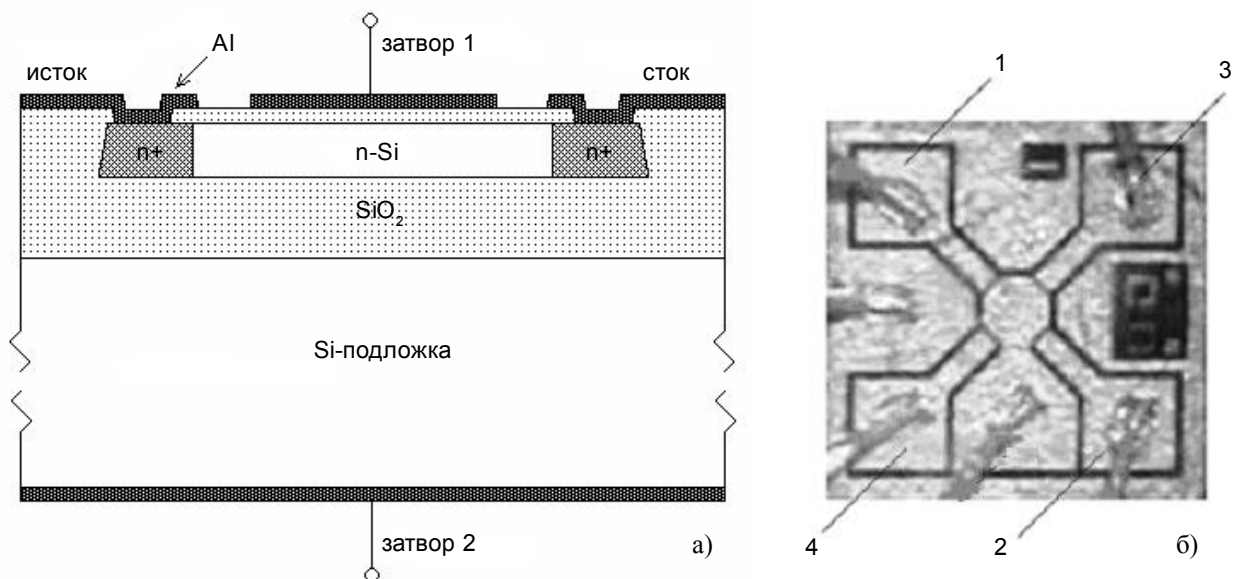 Al
затвор 1
исток
сток
n+
n-Si
n+
SiO2
Si-подложка
затвор 2
а)
1
3
4
2
б)